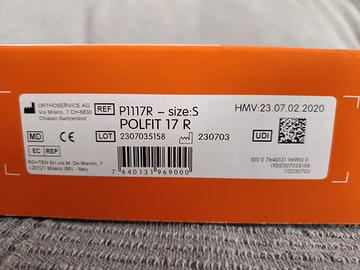 ORTHOSERVICE AG
Via Milano, 7 CH-6830
Chiasso Switzerland
REF P1117R – size:S
POLFIT 17 R
HMV:23.07.02.2020
MD CE LOT 2307035158 230703 UDI
EC REP
RO+TEN Srl via M. De Marchi, 7
I-20121 Milano (MI) - Italy
7 640131 969000
(01) 0 7640131 96900 0
(10)2307035158
(11)230703